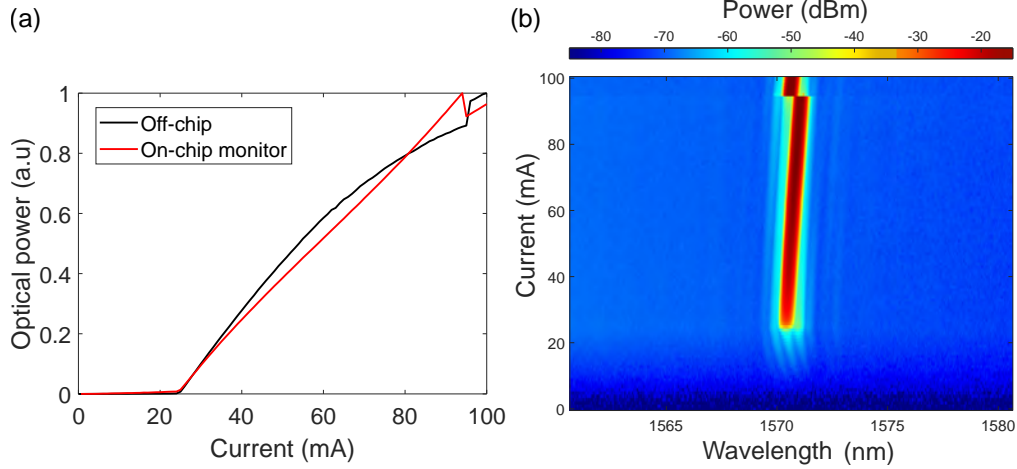 (a)
1
0.8
0.6
0.4
0.2
0
0 20 40 60 80 100
Optical power (a.u)
Current (mA)
Off-chip
On-chip monitor
(b)
Power (dBm)
-80 -70 -60 -50 -40 -30 -20
100
80
60
40
20
0
Current (mA)
1565 1570 1575 1580
Wavelength (nm)